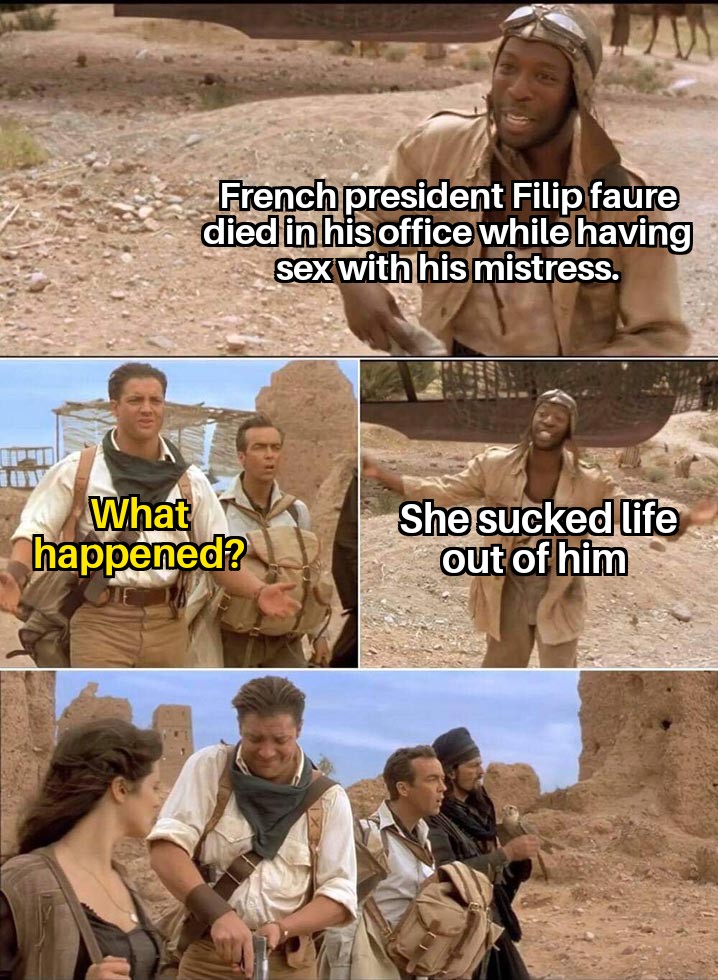 French president Filip faure
died in his office while having
sex with his mistress.
What
happened?
She sucked life
out of him